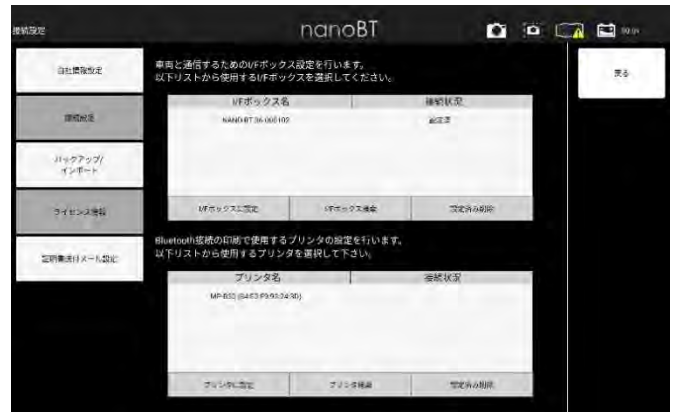 接続設定
nanoBT
自社情報設定
車両と通信するためのI/Fボックス設定を行います。
以下リストから使用するI/Fボックスを選択してください。
戻る
I/Fボックス名 接続状況
接続設定
NANO-BT
設定済
バックアップ/
インポート
ライセンス情報
I/Fボックスに設定 I/Fボックス検索 設定済み削除
証明書送付メール設定
Bluetooth接続の印刷で使用するプリンタの設定を行います。
以下リストから使用するプリンタを選択して下さい。
プリンタ名 接続状況
プリンタに設定 プリンタ検索 設定済み削除